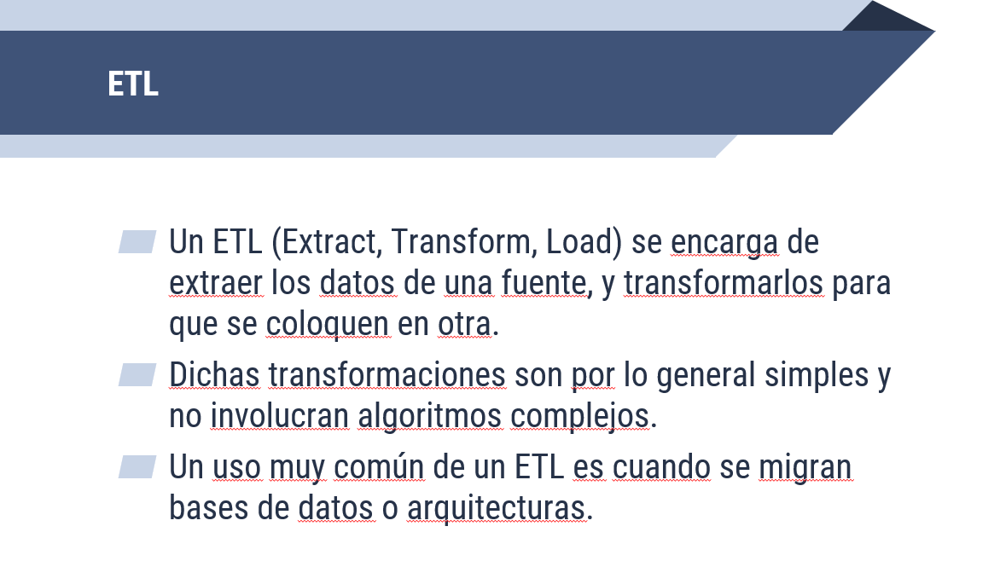 ETL
Un ETL (Extract, Transform, Load) se encarga de
extraer los datos de una fuente, y transformarlos para
que se coloquen en otra.
Dichas transformaciones son por lo general simples y
no involucran algoritmos complejos.
Un uso muy común de un ETL es cuando se migran
bases de datos o arquitecturas.